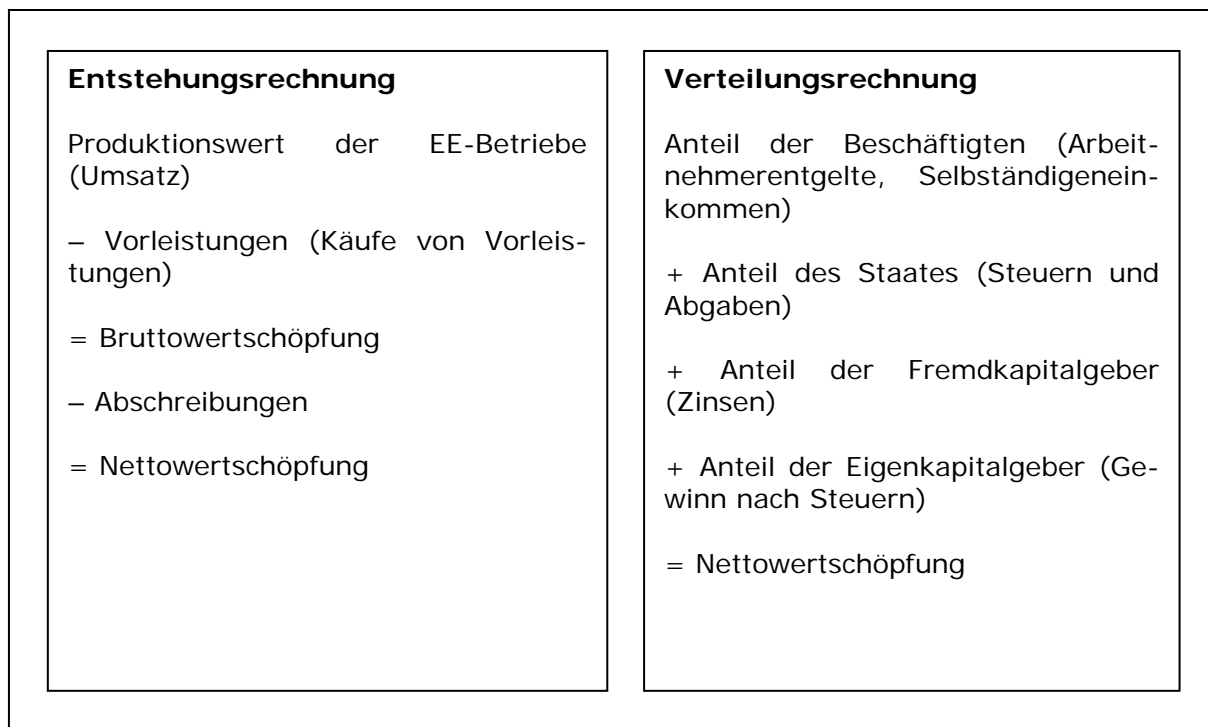 Entstehungsrechnung
Produktionswert der EE-Betriebe
(Umsatz)
– Vorleistungen (Käufe von Vorleis-
tungen)
= Bruttowertschöpfung
– Abschreibungen
= Nettowertschöpfung
Verteilungsrechnung
Anteil der Beschäftigten (Arbeit-
nehmerentgelte, Selbständigenein-
kommen)
+ Anteil des Staates (Steuern und
Abgaben)
+ Anteil der Fremdkapitalgeber
(Zinsen)
+ Anteil der Eigenkapitalgeber (Ge-
winn nach Steuern)
= Nettowertschöpfung